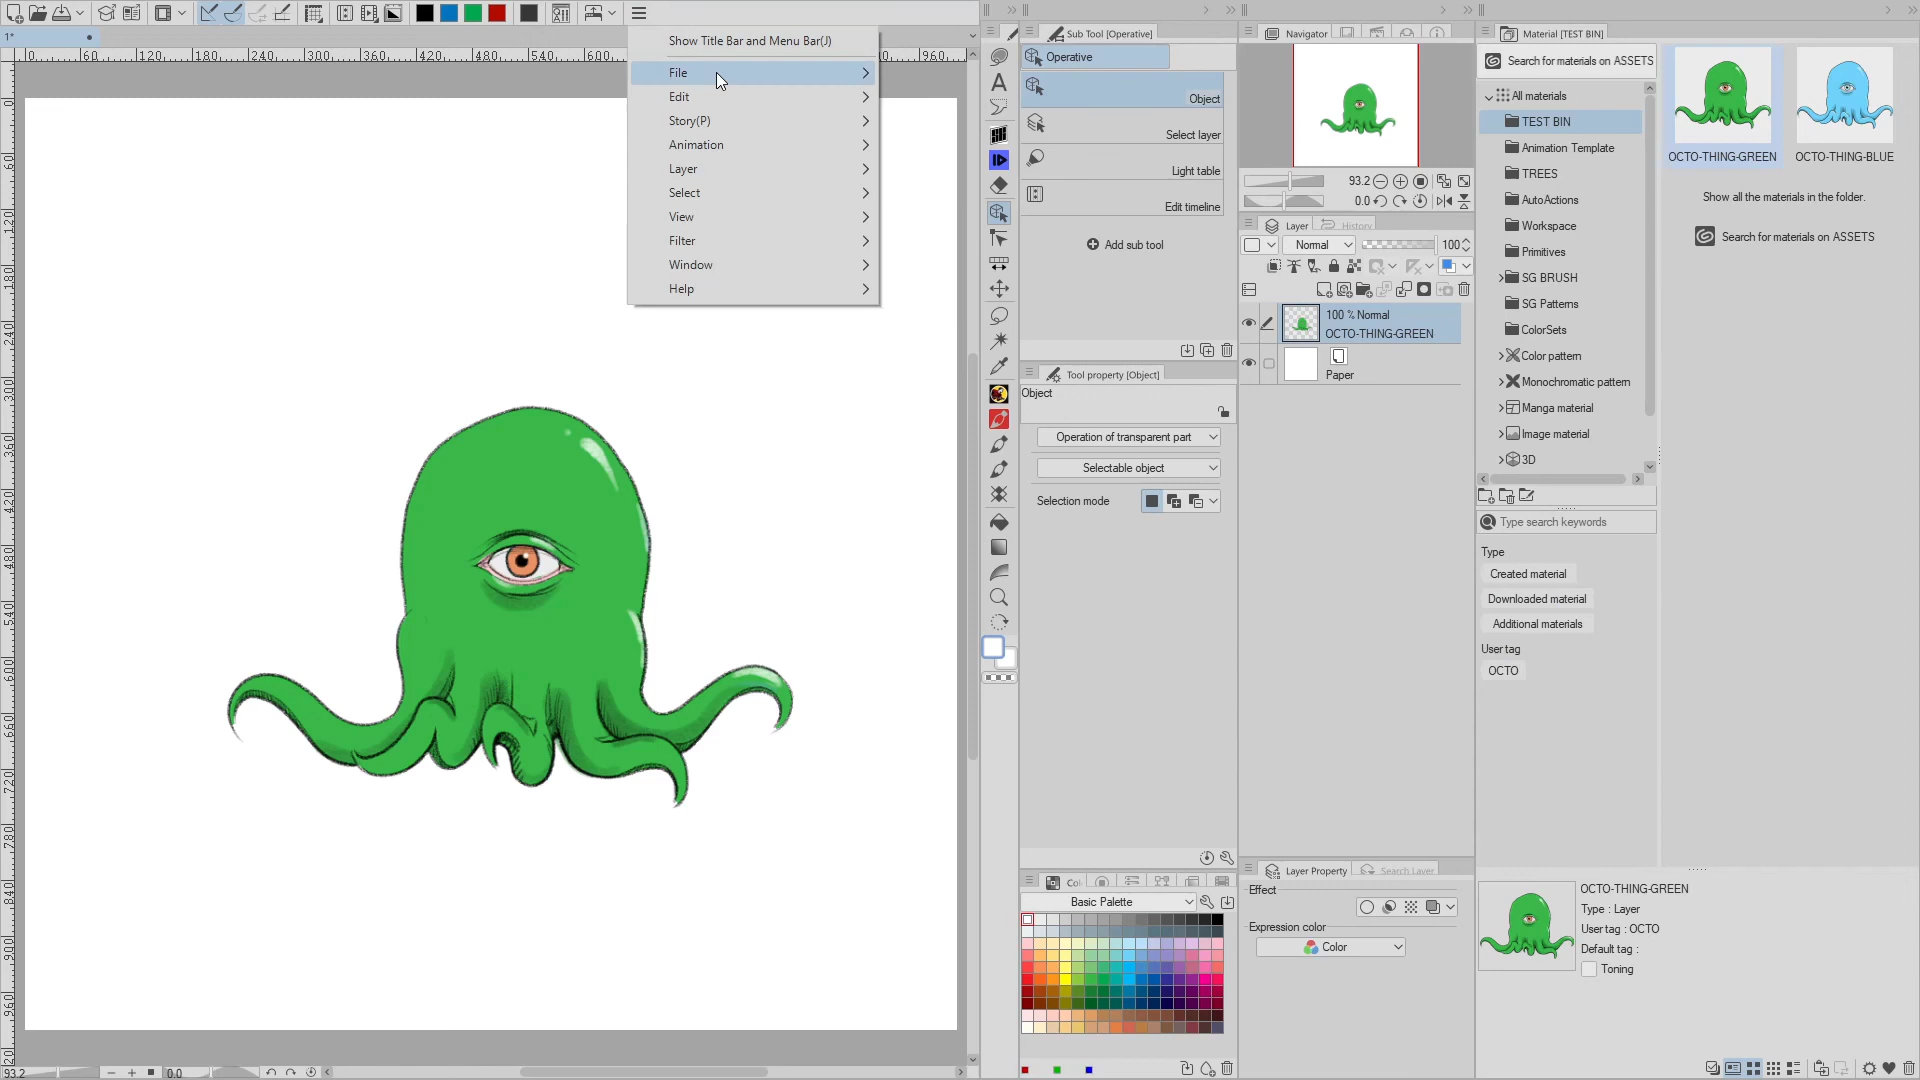 1*
Show Title Bar and Menu Bar(J)
File
Edit
Story(P)
Animation
Layer
Select
View
Filter
Window
Help
Sub Tool [Operative]
Operative
Object
Select layer
Light table
Edit timeline
Add sub tool
Tool property [Object]
Object
Operation of transparent part
Selectable object
Selection mode
Basic Palette
Navigator
93.2
0.0
Layer
History
Normal
100
100 % Normal
OCTO-THING-GREEN
Paper
Layer Property
Search Layer
Effect
Expression color
Color
Material [TEST BIN]
Search for materials on ASSETS
All materials
TEST BIN
Animation Template
TREES
AutoActions
Workspace
Primitives
SG BRUSH
SG Patterns
ColorSets
Color pattern
Monochromatic pattern
Manga material
Image material
3D
Type search keywords
Type
Created material
Downloaded material
Additional materials
User tag
OCTO
OCTO-THING-GREEN
OCTO-THING-BLUE
Show all the materials in the folder.
Search for materials on ASSETS
OCTO-THING-GREEN
Type : Layer
User tag : OCTO
Default tag :
Toning
93.2
0.0